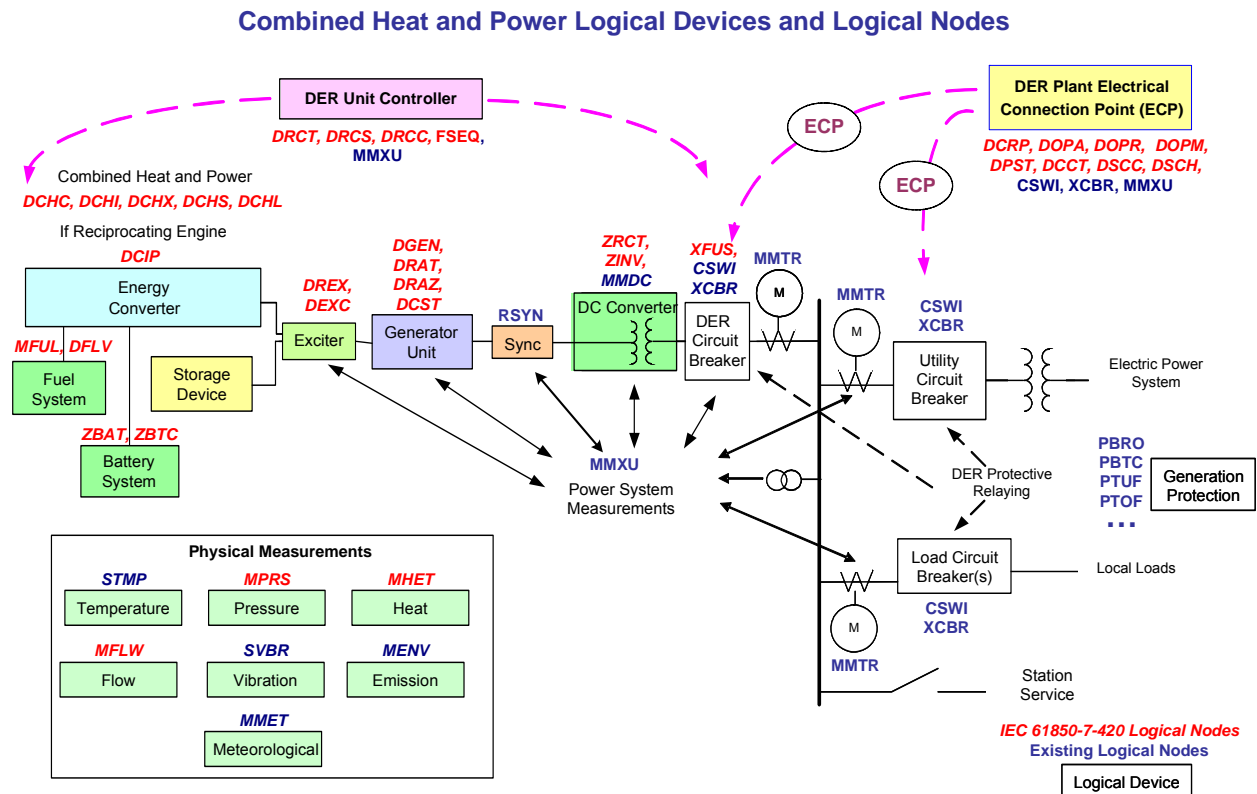 Combined Heat and Power Logical Devices and Logical Nodes
DER Unit Controller
DRCT, DRCS, DRCC, FSEQ,
MMXU
DER Plant Electrical
Connection Point (ECP)
DCRP, DOPA, DOPR, DOPM,
DPST, DCCT, DSCC, DSCH,
CSWI, XCBR, MMXU
ECP
ECP
Combined Heat and Power
DCHC, DCHI, DCHX, DCHS, DCHL
If Reciprocating Engine
DCIP
Energy
Converter
MFUL, DFLV
Fuel
System
Storage
Device
ZBAT, ZBTC
Battery
System
DREX,
DEXC
Exciter
DGEN,
DRAT,
DRAZ,
DCST
Generator
Unit
RSYN
Sync
ZRCT,
ZINV,
MMDC
DC Converter
XFUS,
CSWI
XCBR
DER
Circuit
Breaker
MMTR
M
MMTR
M
CSWI
XCBR
Utility
Circuit
Breaker
Electric Power
System
MMXU
Power System
Measurements
DER Protective
Relaying
PBRO
PBTC
PTUF
PTOF
...
Generation
Protection
Load Circuit
Breaker(s)
CSWI
XCBR
Local Loads
M
MMTR
Station
Service
Physical Measurements
STMP
Temperature
MPRS
Pressure
MHET
Heat
MFLW
Flow
SVBR
Vibration
MENV
Emission
MMET
Meteorological
IEC 61850-7-420 Logical Nodes
Existing Logical Nodes
Logical Device